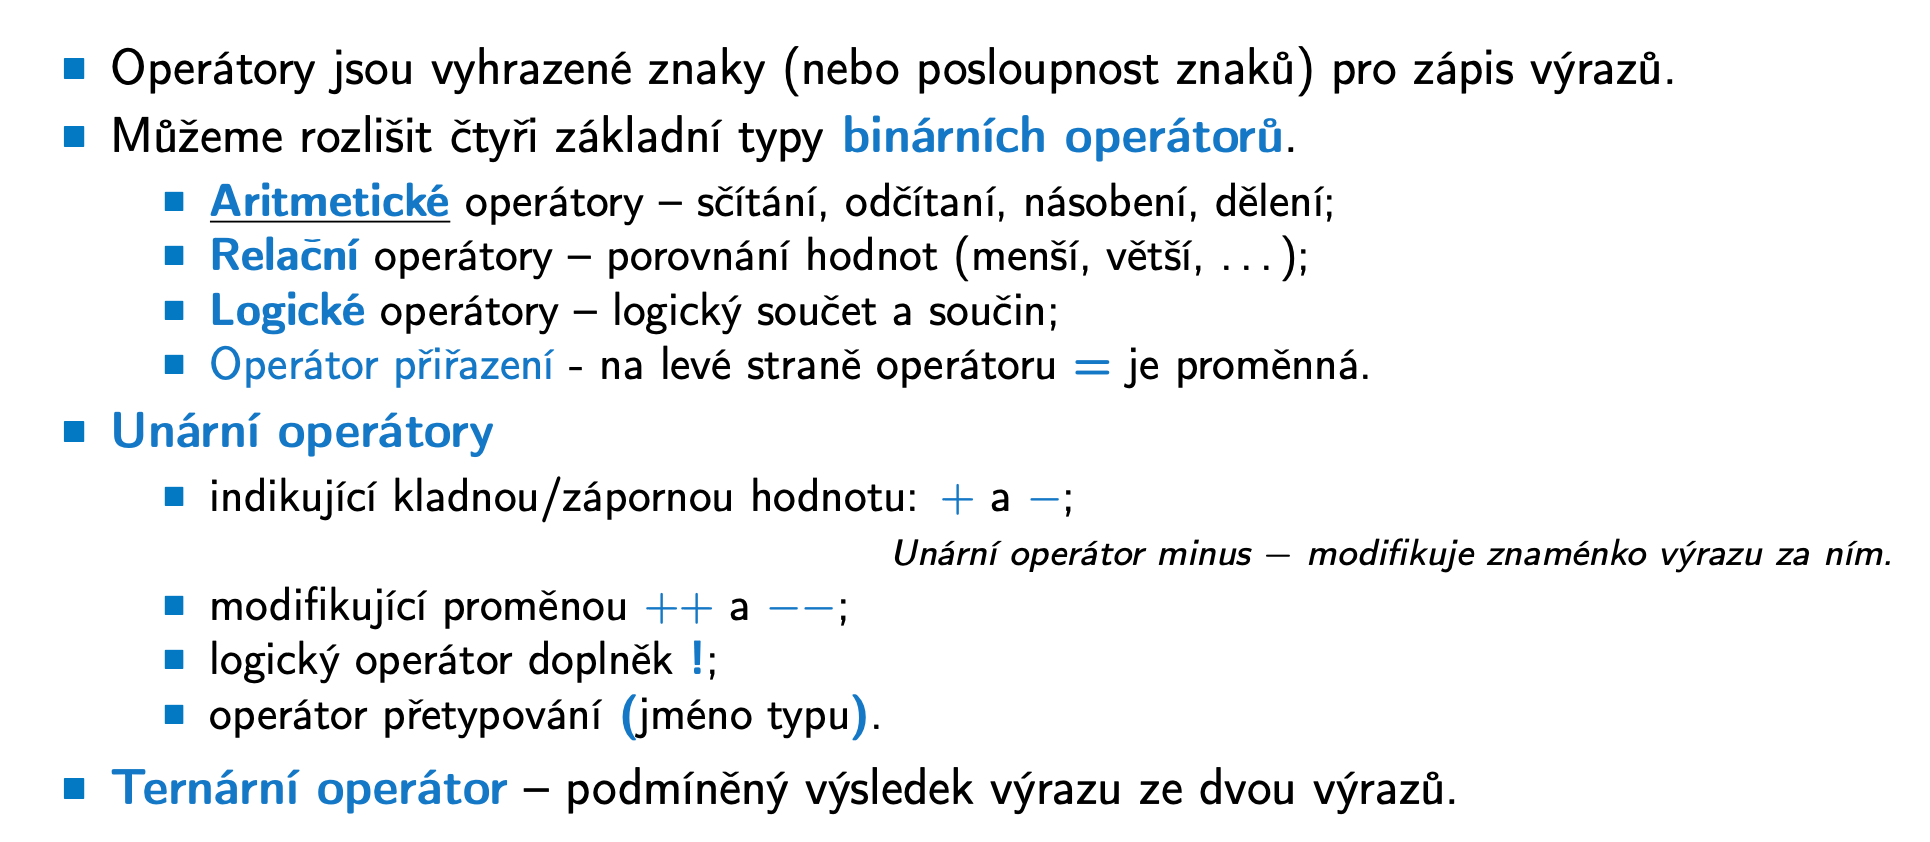 Operátory jsou vyhrazené znaky (nebo posloupnost znaků) pro zápis výrazů.
Můžeme rozlišit čtyři základní typy binárních operátorů.
Aritmetické operátory – sčítání, odčítaní, násobení, dělení;
Relační operátory – porovnání hodnot (menší, větší, ...);
Logické operátory – logický součet a součin;
Operátor přiřazení - na levé straně operátoru = je proměnná.
Unární operátory
indikující kladnou/zápornou hodnotu: + a −;
Unární operátor minus – modifikuje znaménko výrazu za ním.
modifikující proměnou ++ a −−;
logický operátor doplněk !;
operátor přetypování (jméno typu).
Ternární operátor – podmíněný výsledek výrazu ze dvou výrazů.